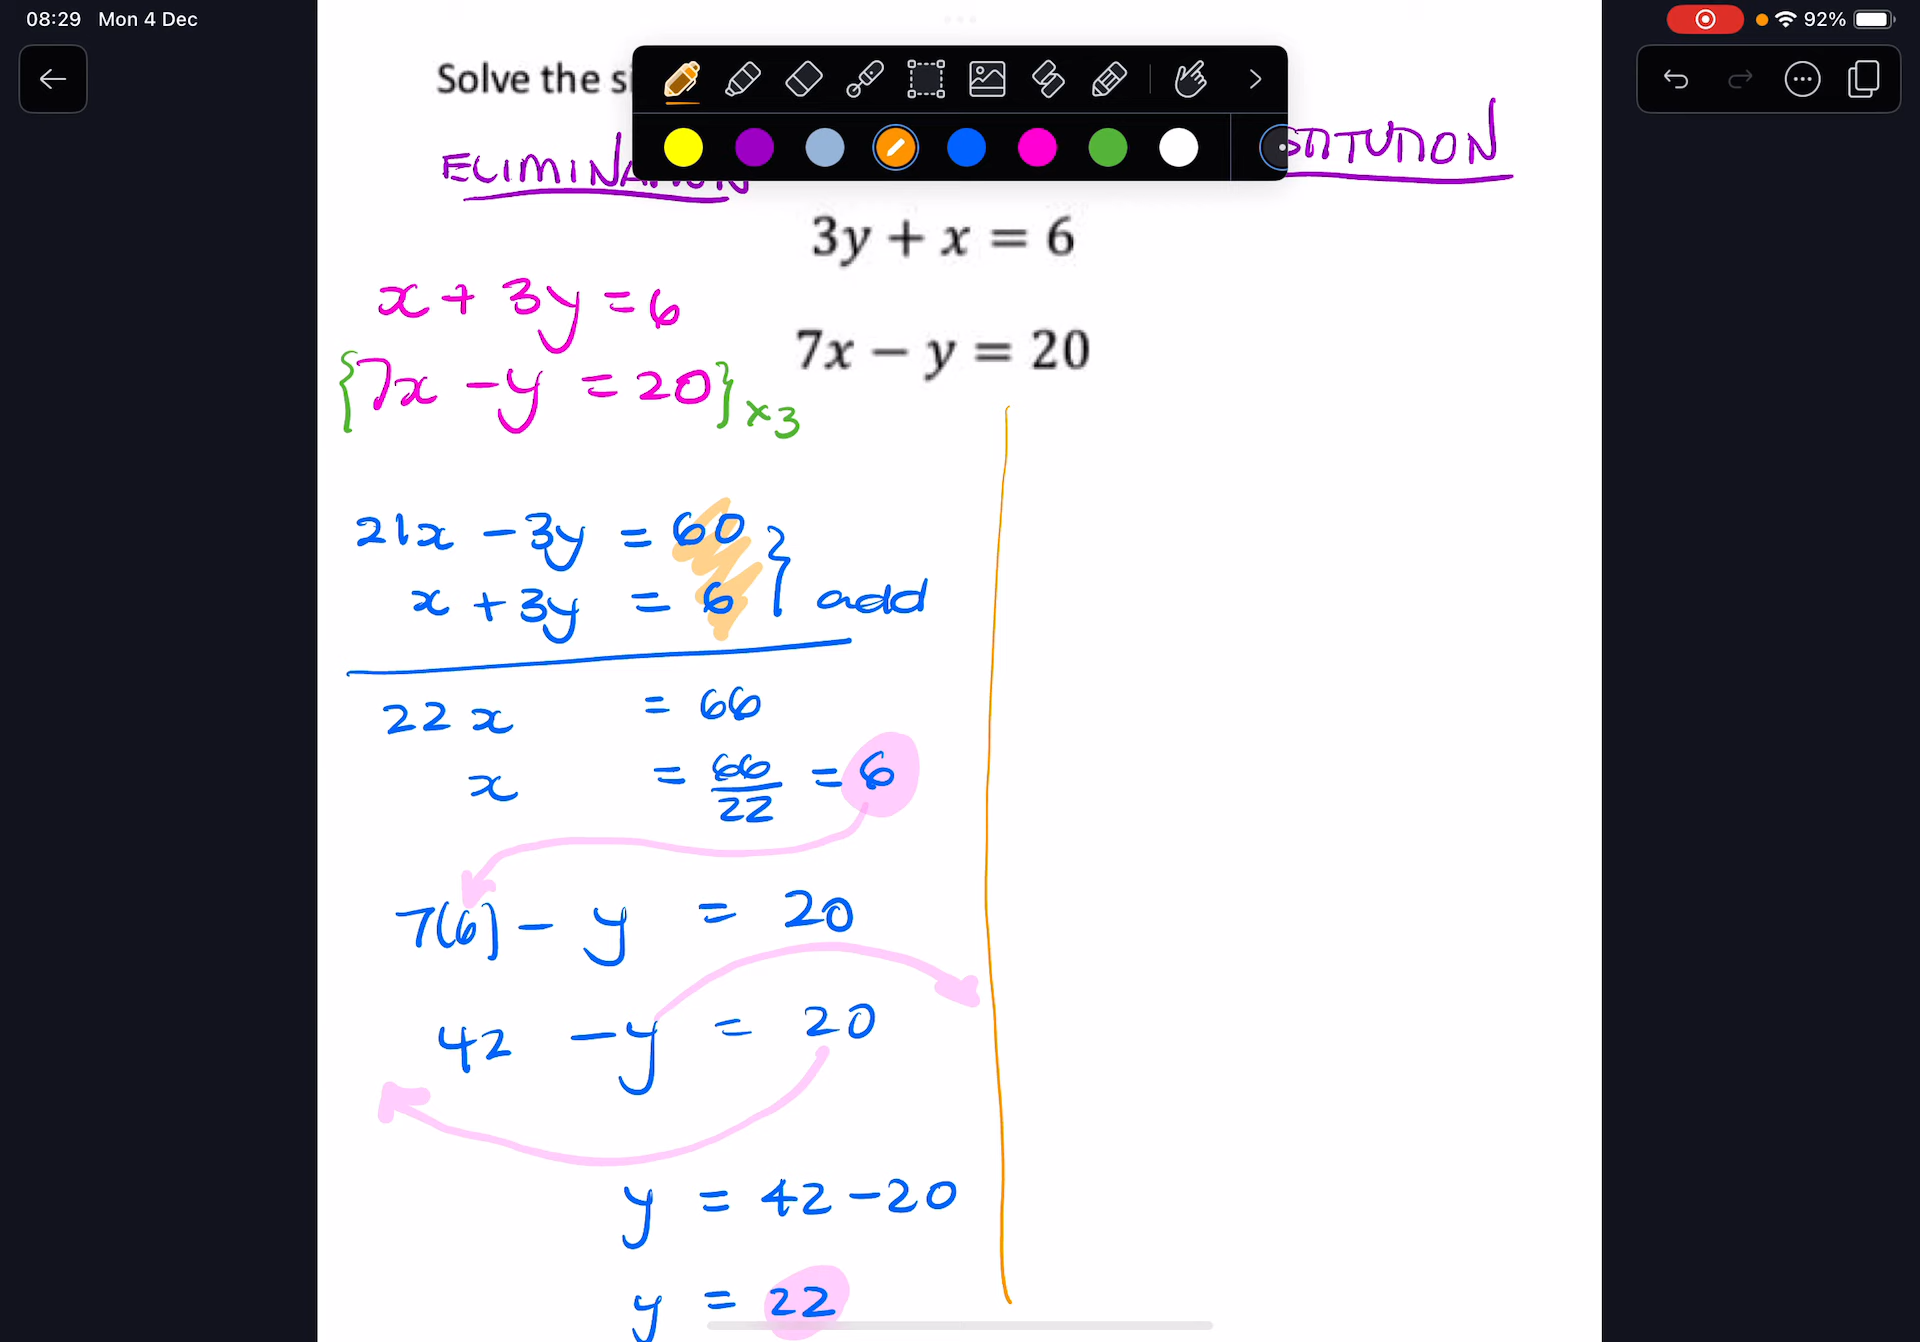 08:29 Mon 4 Dec
92%
Solve the si
ELIMINATION
STITUTION
3y + x = 6
7x − y = 20
x + 3y = 6
{7x − y = 20} ×3
21x − 3y = 60
x + 3y = 6 } add
22x = 66
x = 66/22 = 6
7(6) − y = 20
42 − y = 20
y = 42 − 20
y = 22